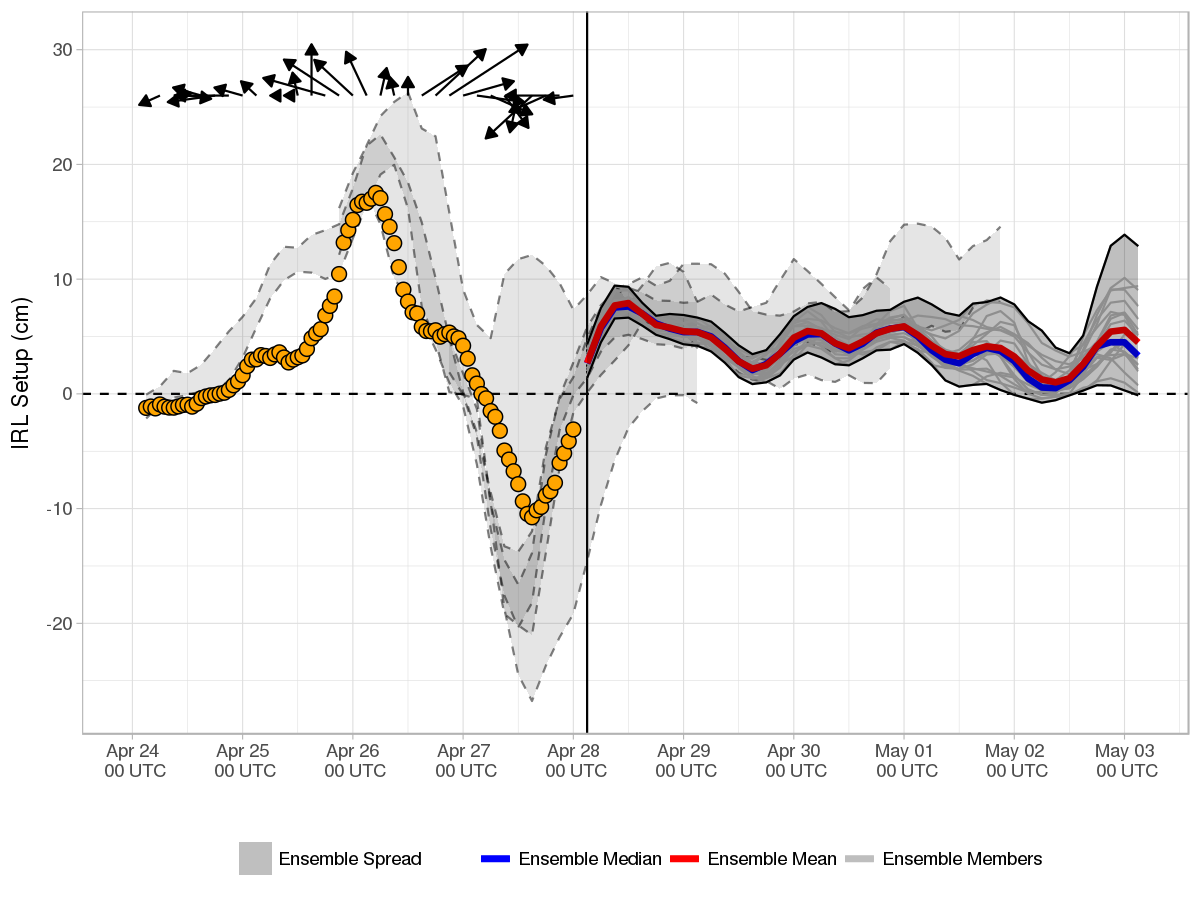 IRL Setup (cm)
30
20
10
0
-10
-20
Apr 24 Apr 25 Apr 26 Apr 27 Apr 28 Apr 29 Apr 30 May 01 May 02 May 03
00 UTC 00 UTC 00 UTC 00 UTC 00 UTC 00 UTC 00 UTC 00 UTC 00 UTC 00 UTC
Ensemble Spread Ensemble Median Ensemble Mean Ensemble Members